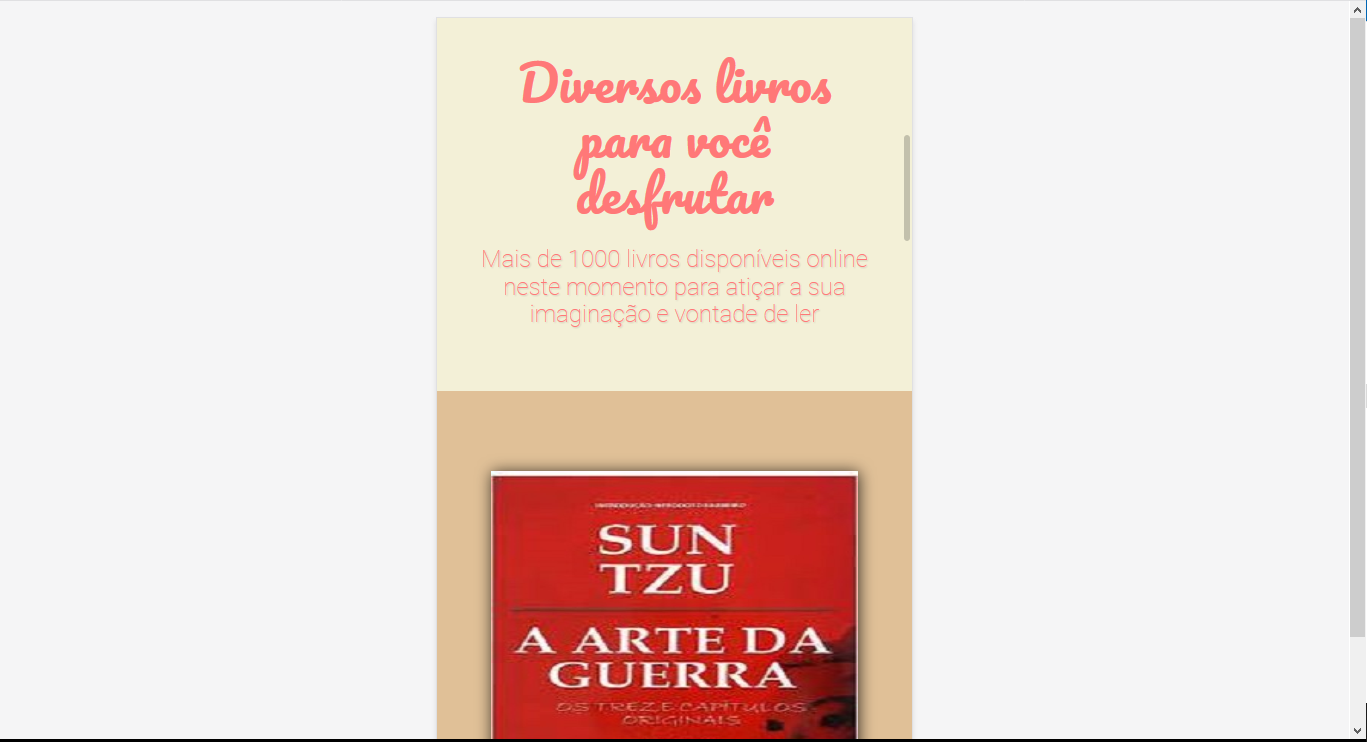 Diversos livros
para você
desfrutar
Mais de 1000 livros disponíveis online
neste momento para atiçar a sua
imaginação e vontade de ler
SUN
TZU
A ARTE DA
GUERRA
OS TREZE CAPÍTULOS
ORIGINAIS